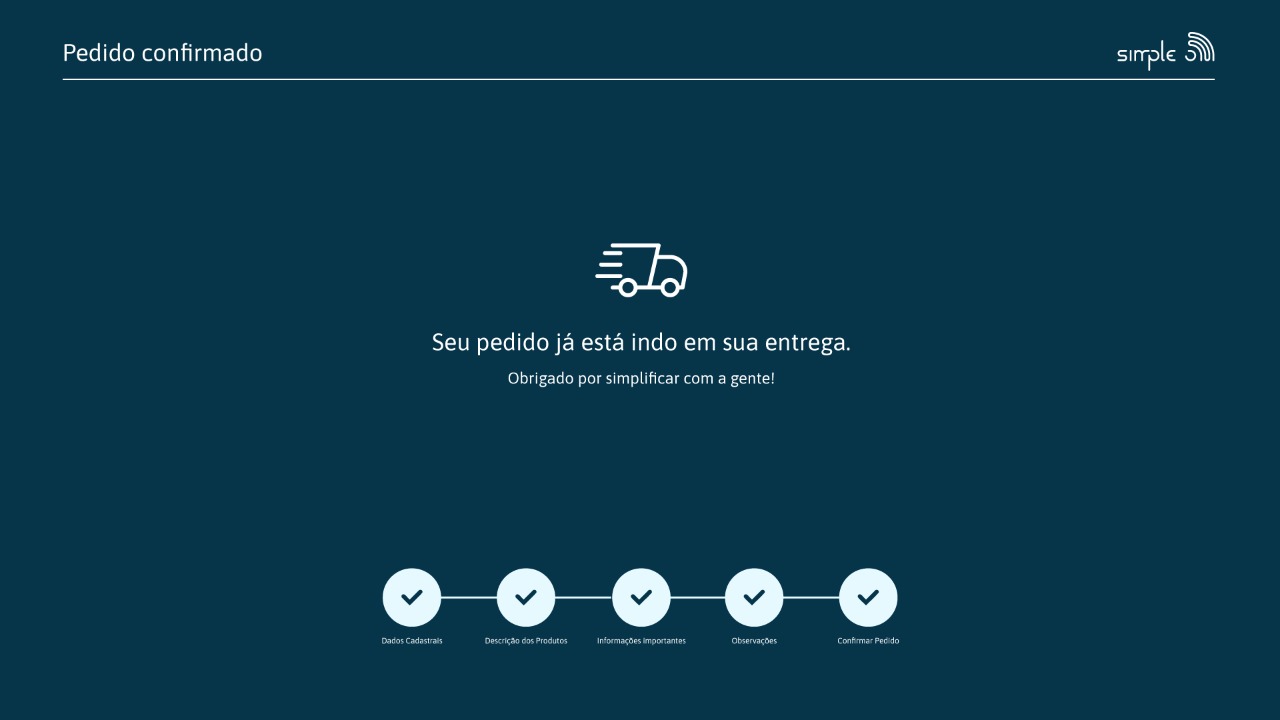 Pedido confirmado
simple
Seu pedido já está indo em sua entrega.
Obrigado por simplificar com a gente!
Dados Cadastrais
Descrição dos Produtos
Informações Importantes
Observações
Confirmar Pedido